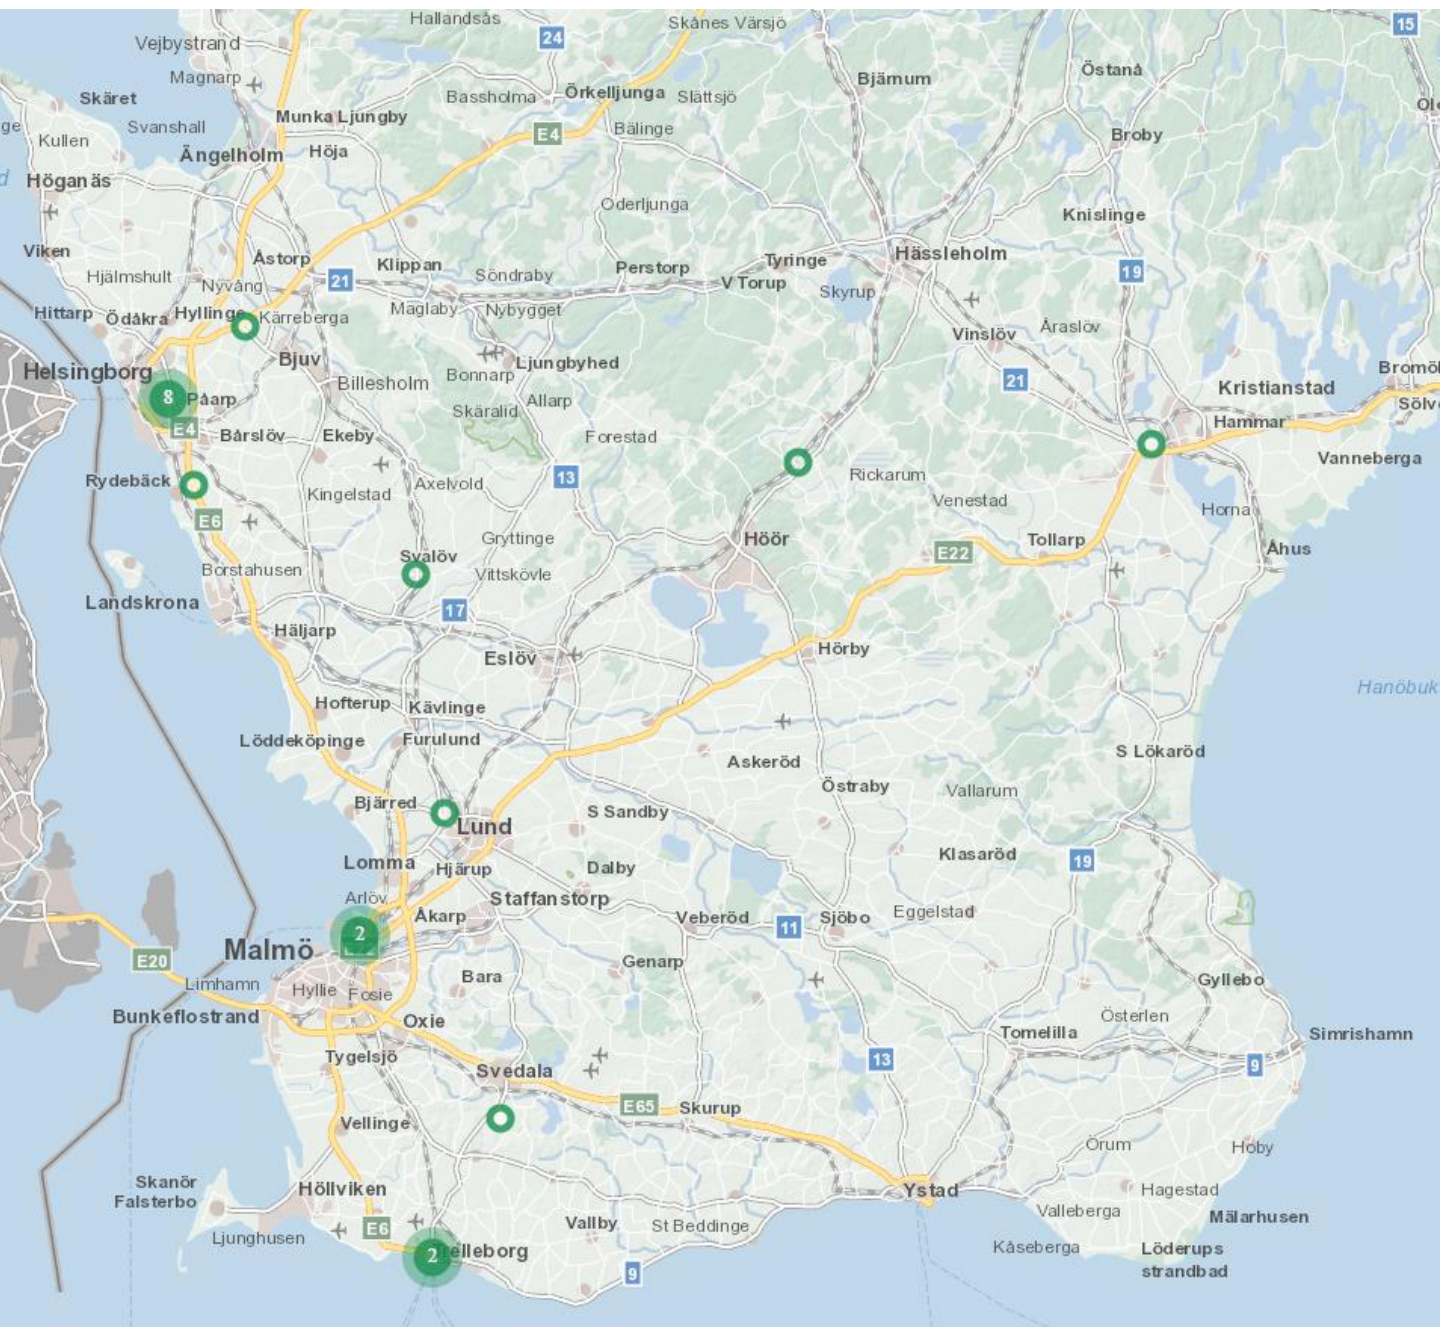 Hallandsås
Skånes Värsjö
15
Vejbystrand
24
Magnarp
Bjärnum
Östanå
Skäret
Bassholma
Örkelljunga
Slättsjö
Svanshall
Munka Ljungby
Kullen
E4
Bälinge
Broby
Ängelholm
Höja
Höganäs
Oderljunga
Knislinge
Viken
Åstorp
Klippan
Söndraby
Perstorp
Tyringe
Hässleholm
19
Hjälmshult
Nyvång
21
V Torup
Skyrup
Hittarp
Ödåkra
Hyllinge
Kärreberga
Maglaby
Nybygget
Vinslöv
Åraslöv
Bjuv
Ljungbyhed
Helsingborg
Billesholm
Bonnarp
21
Kristianstad
8
Påarp
Skäralid
Allarp
Hammar
E4
Bårslöv
Ekeby
Forestad
Vanneberga
Rydebäck
Kingelstad
Axelvold
13
Rickarum
Venestad
Horna
E6
Gryttinge
Höör
E22
Tollarp
Åhus
Svalöv
Borstahusen
Vittskövle
Landskrona
17
Häljarp
Eslöv
Hörby
Hofterup
Kävlinge
Löddeköpinge
Furulund
Askeröd
S Lökaröd
Bjärred
Östraby
Vallarum
Lund
S Sandby
Lomma
Hjärup
Dalby
Klasaröd
19
Arlöv
Staffanstorp
Åkarp
Veberöd
Sjöbo
Eggelstad
2
11
Malmö
E20
Limhamn
Hyllie
Fosie
Bara
Genarp
Gyllebo
Bunkeflostrand
Oxie
Tomelilla
Österlen
Simrishamn
Tygelsjö
Svedala
13
9
E65
Skurup
Vellinge
Örum
Hoby
Skanör
Falsterbo
Höllviken
Ystad
Hagestad
Valleberga
Mälarhusen
Ljunghusen
E6
Vallby
St Beddinge
2
Trelleborg
Kåseberga
Löderups
strandbad
9